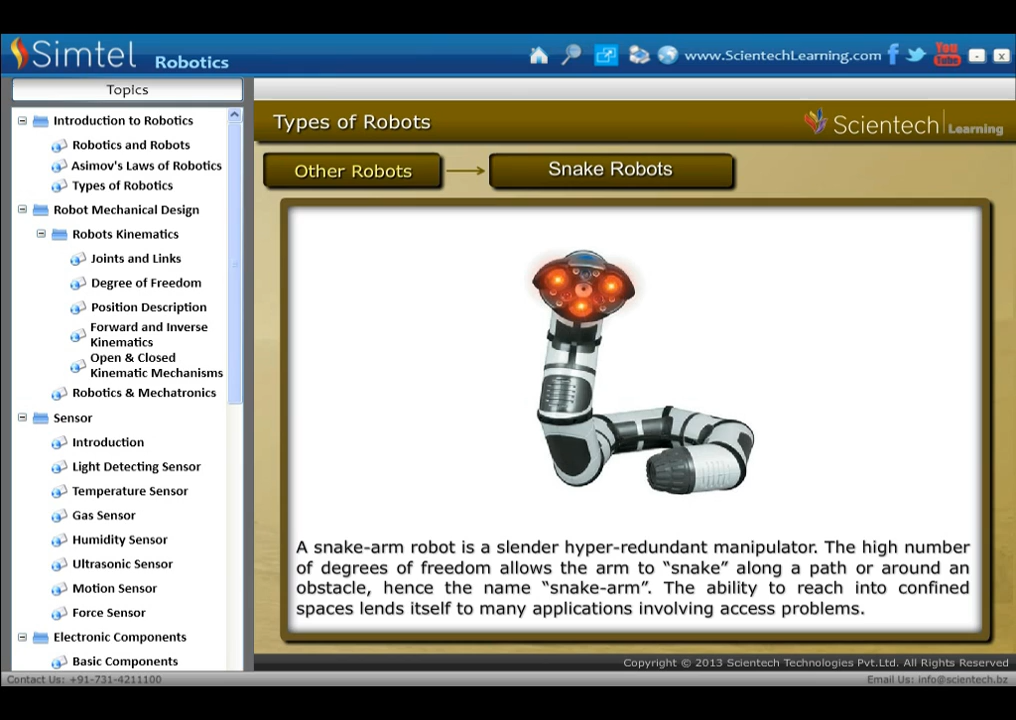 Simtel Robotics
www.ScientechLearning.com
You
Tube
Topics
Introduction to Robotics
Robotics and Robots
Asimov's Laws of Robotics
Types of Robotics
Robot Mechanical Design
Robots Kinematics
Joints and Links
Degree of Freedom
Position Description
Forward and Inverse
Kinematics
Open & Closed
Kinematic Mechanisms
Robotics & Mechatronics
Sensor
Introduction
Light Detecting Sensor
Temperature Sensor
Gas Sensor
Humidity Sensor
Ultrasonic Sensor
Motion Sensor
Force Sensor
Electronic Components
Basic Components
Types of Robots
Scientech Learning
Other Robots
Snake Robots
A snake-arm robot is a slender hyper-redundant manipulator. The high number
of degrees of freedom allows the arm to “snake” along a path or around an
obstacle, hence the name “snake-arm”. The ability to reach into confined
spaces lends itself to many applications involving access problems.
Copyright © 2013 Scientech Technologies Pvt.Ltd. All Rights Reserved
Contact Us: +91-731-4211100
Email Us: info@scientech.bz